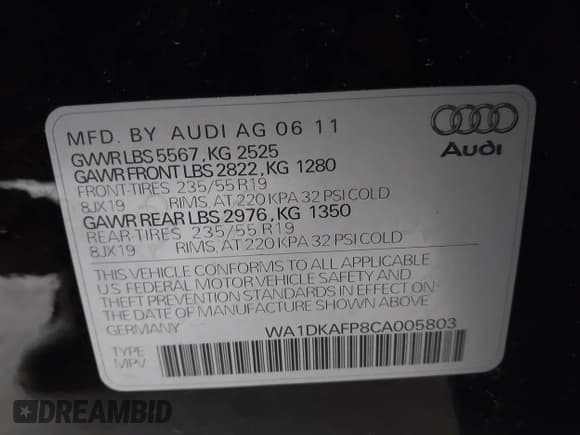 MFD. BY AUDI AG 06 11
GVWR LBS 5567, KG 2525
GAWR FRONT LBS 2822, KG 1280
FRONT-TIRES 235/55 R19
8JX19 RIMS, AT 220 KPA 32 PSI COLD
GAWR REAR LBS 2976, KG 1350
REAR-TIRES 235/55 R19
8JX19 RIMS, AT 220 KPA 32 PSI COLD
THIS VEHICLE CONFORMS TO ALL APPLICABLE
U.S FEDERAL MOTOR VEHICLE SAFETY AND
THEFT PREVENTION STANDARDS IN EFFECT ON
THE DATE OF MANUFACTURE SHOWN ABOVE
GERMANY WA1DKAFP8CA005803
TYPE
MPV
Audi
DREAMBID